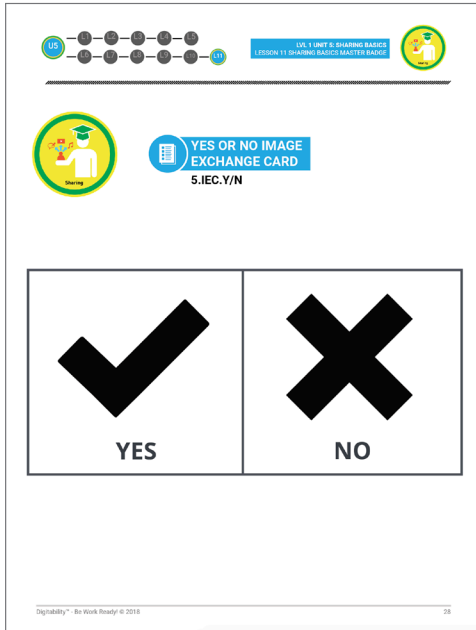 U5
L1
L2
L3
L4
L5
L6
L7
L8
L9
L10
L11
LVL 1 UNIT 5: SHARING BASICS
LESSON 11 SHARING BASICS MASTER BADGE
Sharing
Sharing
YES OR NO IMAGE
EXCHANGE CARD
5.IEC.Y/N
YES
NO
Digitability™ - Be Work Ready! © 2018
28